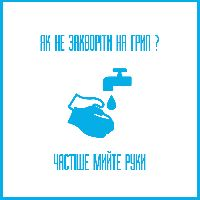 ЯК НЕ ЗАХВОРІТИ НА ГРИП ?
ЧАСТІШЕ МИЙТЕ РУКИ